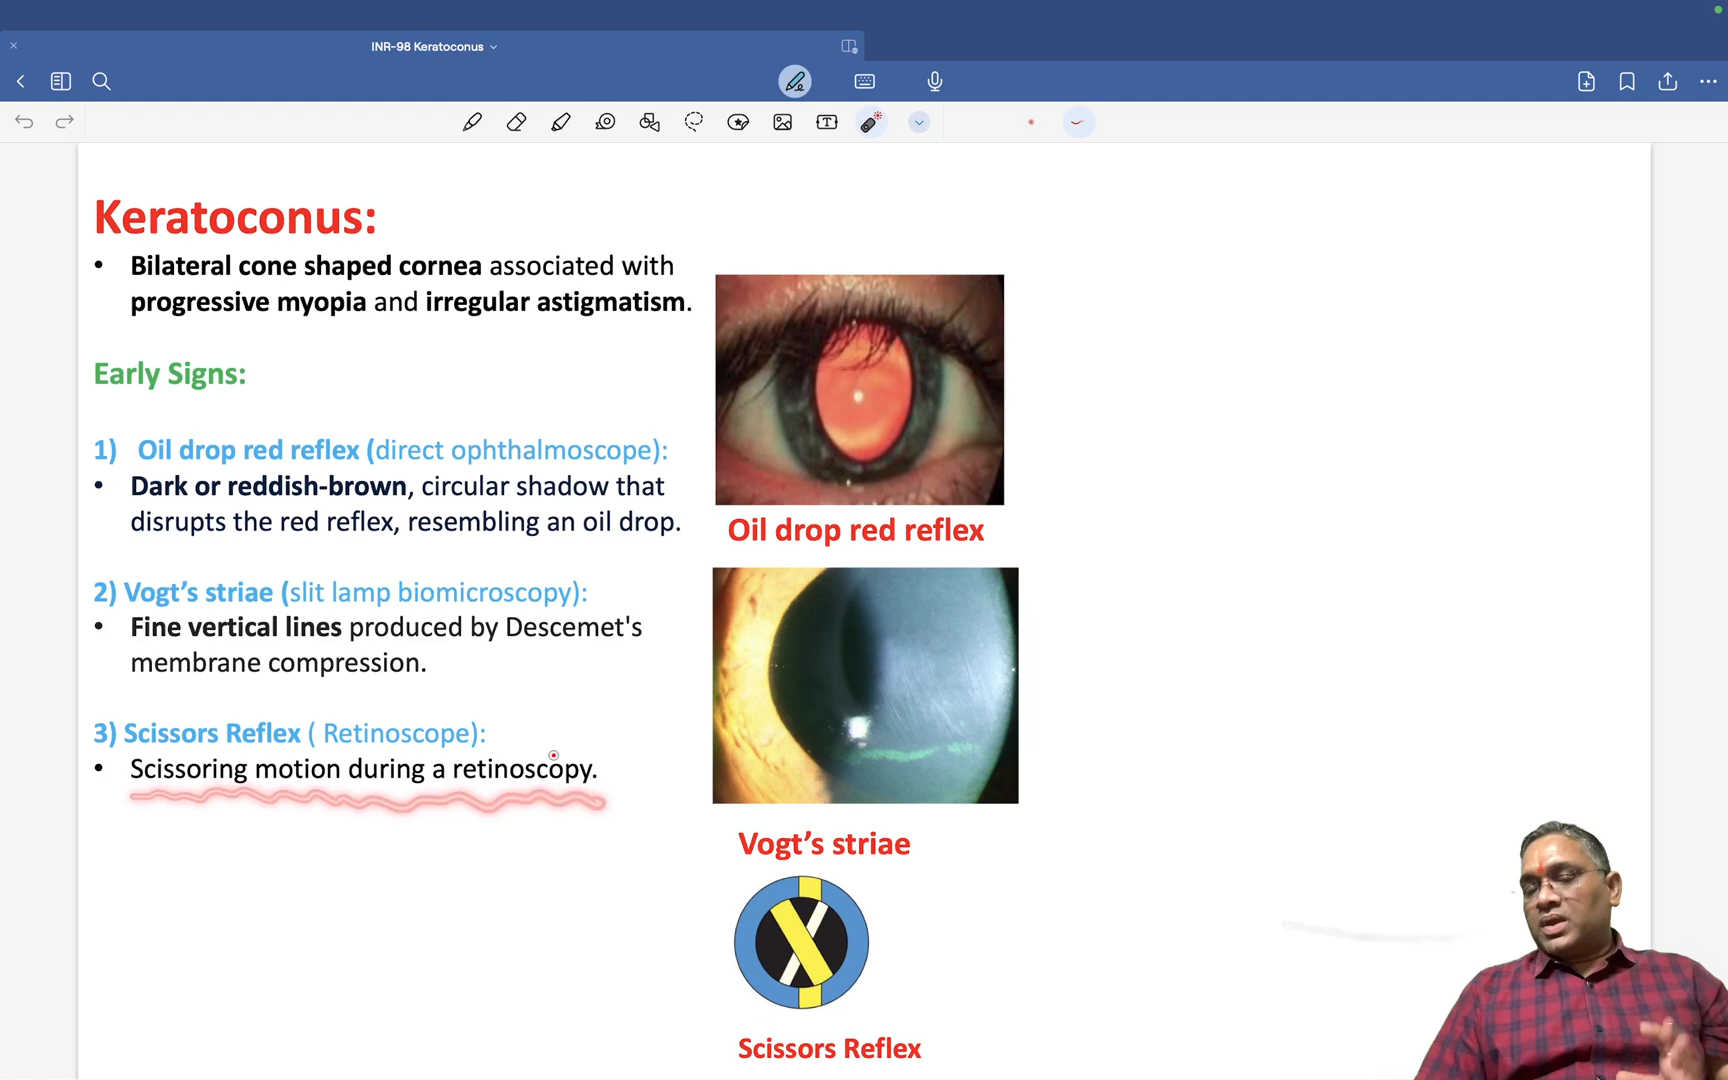 INR-98 Keratoconus
Keratoconus:
• Bilateral cone shaped cornea associated with
progressive myopia and irregular astigmatism.
Early Signs:
1) Oil drop red reflex (direct ophthalmoscope):
• Dark or reddish-brown, circular shadow that
disrupts the red reflex, resembling an oil drop.
2) Vogt’s striae (slit lamp biomicroscopy):
• Fine vertical lines produced by Descemet's
membrane compression.
3) Scissors Reflex ( Retinoscope):
• Scissoring motion during a retinoscopy.
Oil drop red reflex
Vogt’s striae
Scissors Reflex